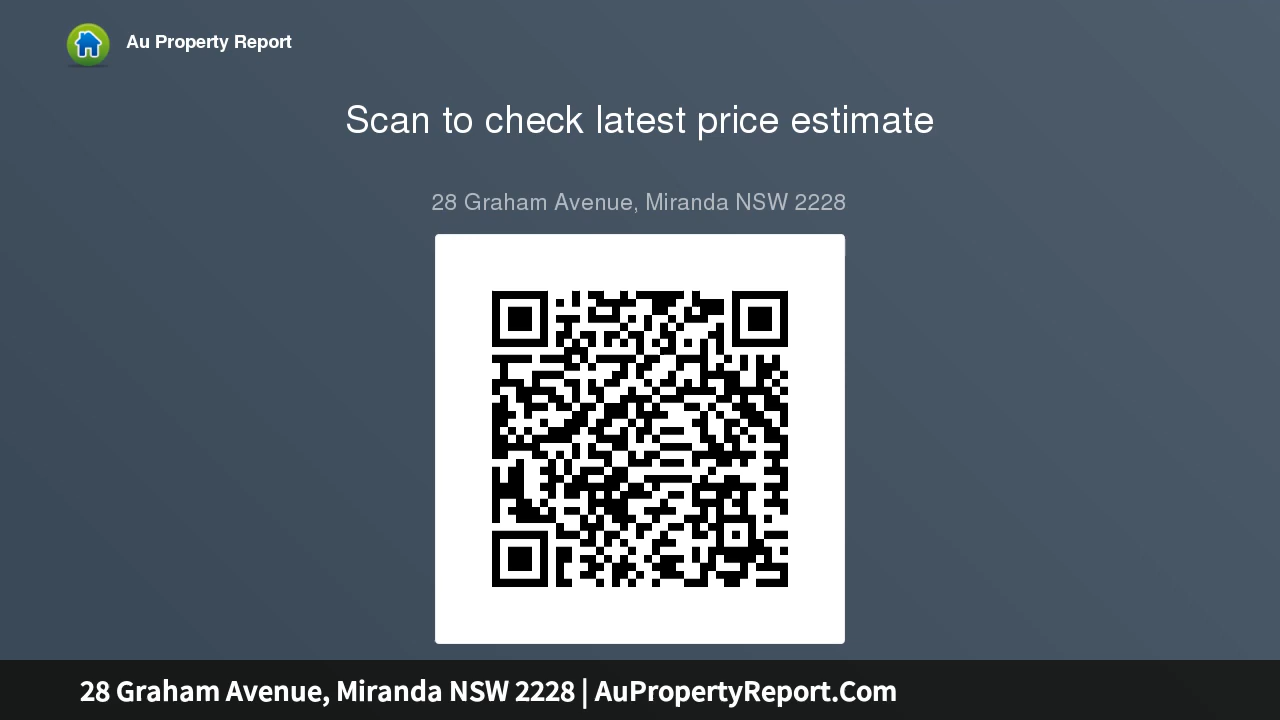 Au Property Report
Scan to check latest price estimate
28 Graham Avenue, Miranda NSW 2228
28 Graham Avenue, Miranda NSW 2228 | AuPropertyReport.Com